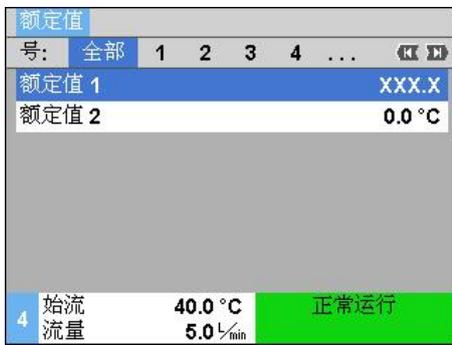 额定值
号: 全部 1 2 3 4 ...
额定值 1 XXX.X
额定值 2 0.0 °C
4 始流 40.0 °C 正常运行
流量 5.0 L/min